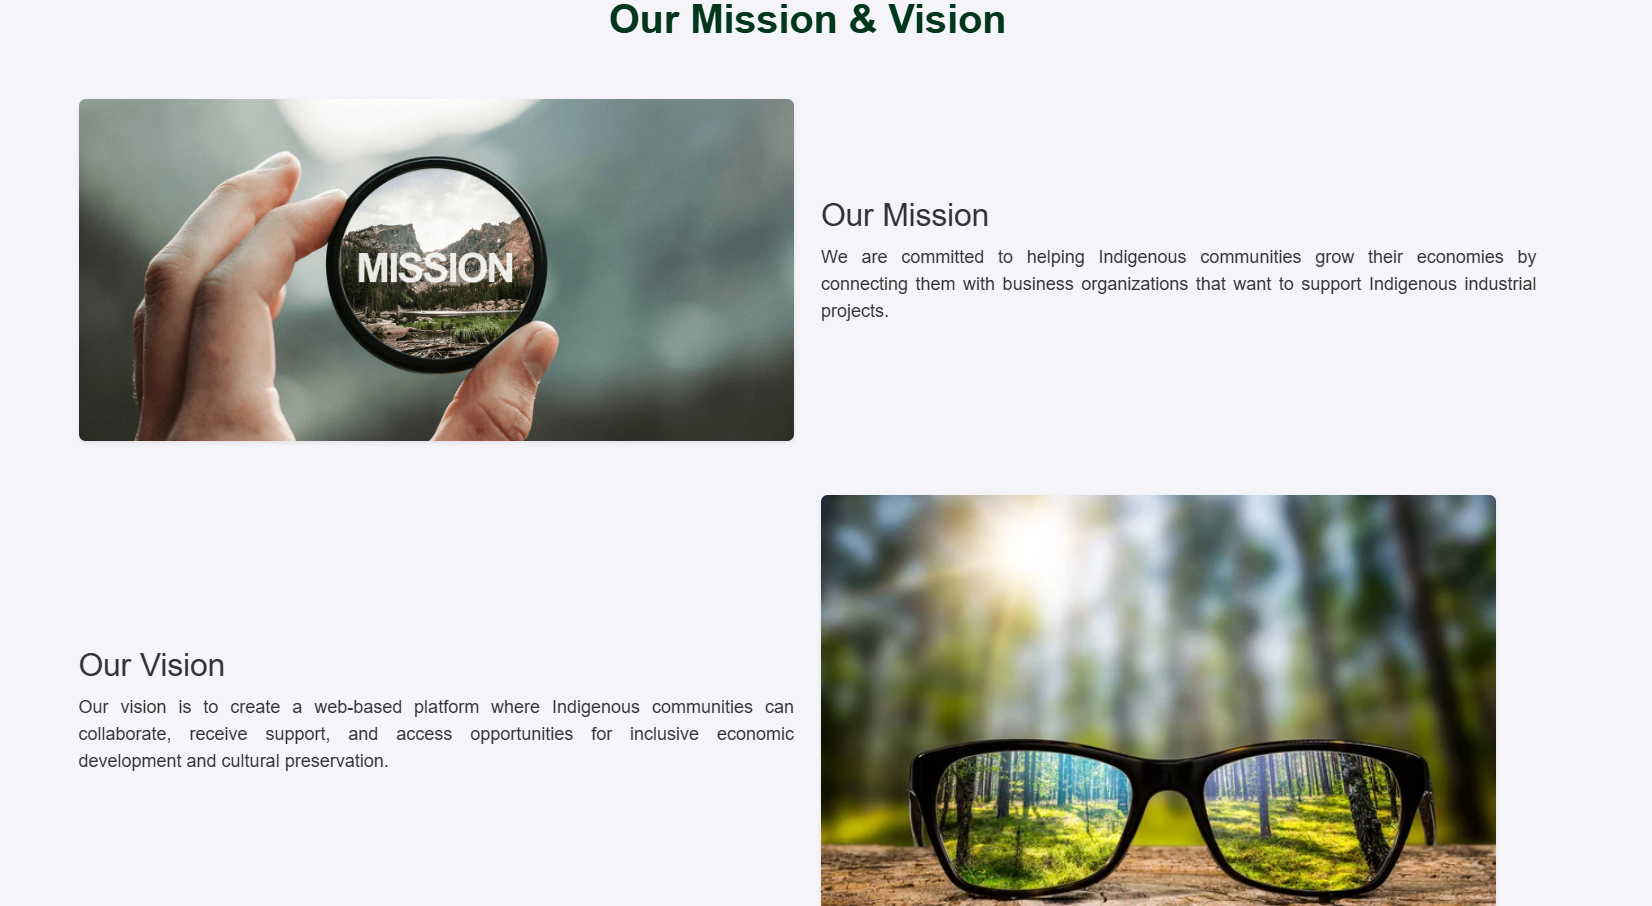 Our Mission & Vision
MISSION
Our Mission
We are committed to helping Indigenous communities grow their economies by
connecting them with business organizations that want to support Indigenous industrial
projects.
Our Vision
Our vision is to create a web-based platform where Indigenous communities can
collaborate, receive support, and access opportunities for inclusive economic
development and cultural preservation.